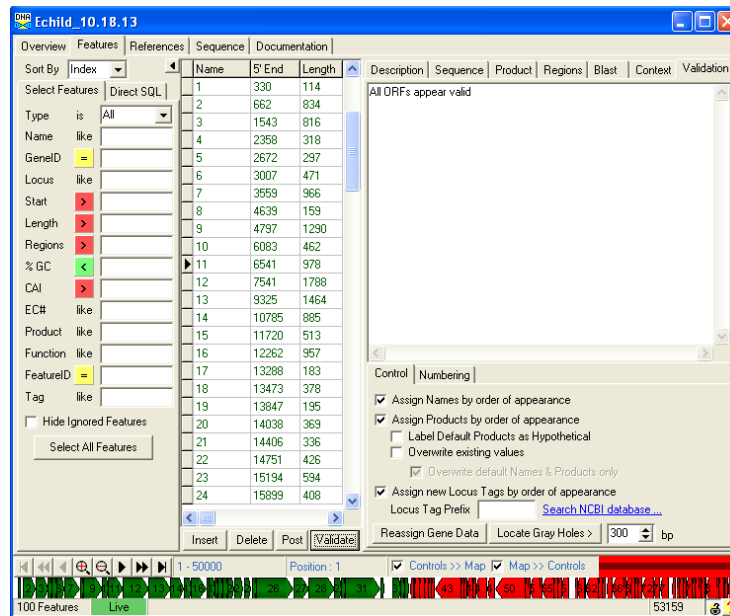 Echild_10.18.13
Overview Features References Sequence Documentation
Sort By Index
Select Features Direct SQL
Type is All
Name like
GeneID =
Locus like
Start >
Length >
Regions >
% GC <
CAI >
EC# like
Product like
Function like
FeatureID =
Tag like
Hide Ignored Features
Select All Features
Name 5' End Length
1 330 114
2 662 834
3 1543 816
4 2358 318
5 2672 297
6 3007 471
7 3559 966
8 4639 159
9 4797 1290
10 6083 462
11 6541 978
12 7541 1788
13 9325 1464
14 10785 885
15 11720 513
16 12262 957
17 13288 183
18 13473 378
19 13847 195
20 14038 369
21 14406 336
22 14751 426
23 15194 594
24 15899 408
Insert Delete Post Validate
Description Sequence Product Regions Blast Context Validation
All ORFs appear valid
Control Numbering
Assign Names by order of appearance
Assign Products by order of appearance
Label Default Products as Hypothetical
Overwrite existing values
Overwrite default Names & Products only
Assign new Locus Tags by order of appearance
Locus Tag Prefix Search NCBI database ...
Reassign Gene Data Locate Gray Holes > 300 bp
1 - 50000 Position : 1 Controls >> Map Map >> Controls
26 31 43 50
100 Features Live 53159